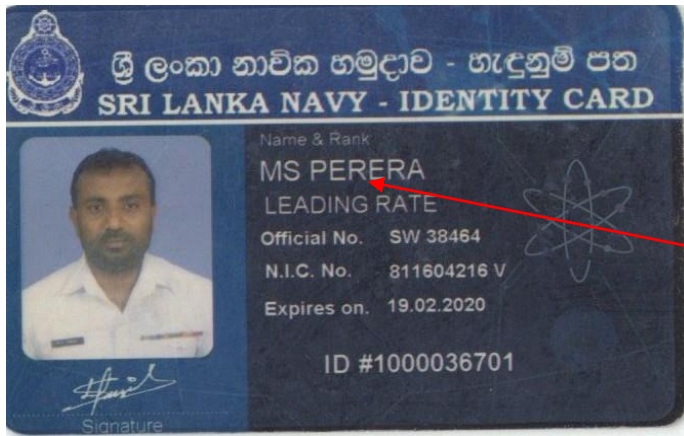 ශ්‍රී ලංකා නාවික හමුදාව - හැඳුනුම් පත
SRI LANKA NAVY - IDENTITY CARD
Name & Rank
MS PERERA
LEADING RATE
Official No. SW 38464
N.I.C. No. 811604216 V
Expires on. 19.02.2020
ID #1000036701
Signature